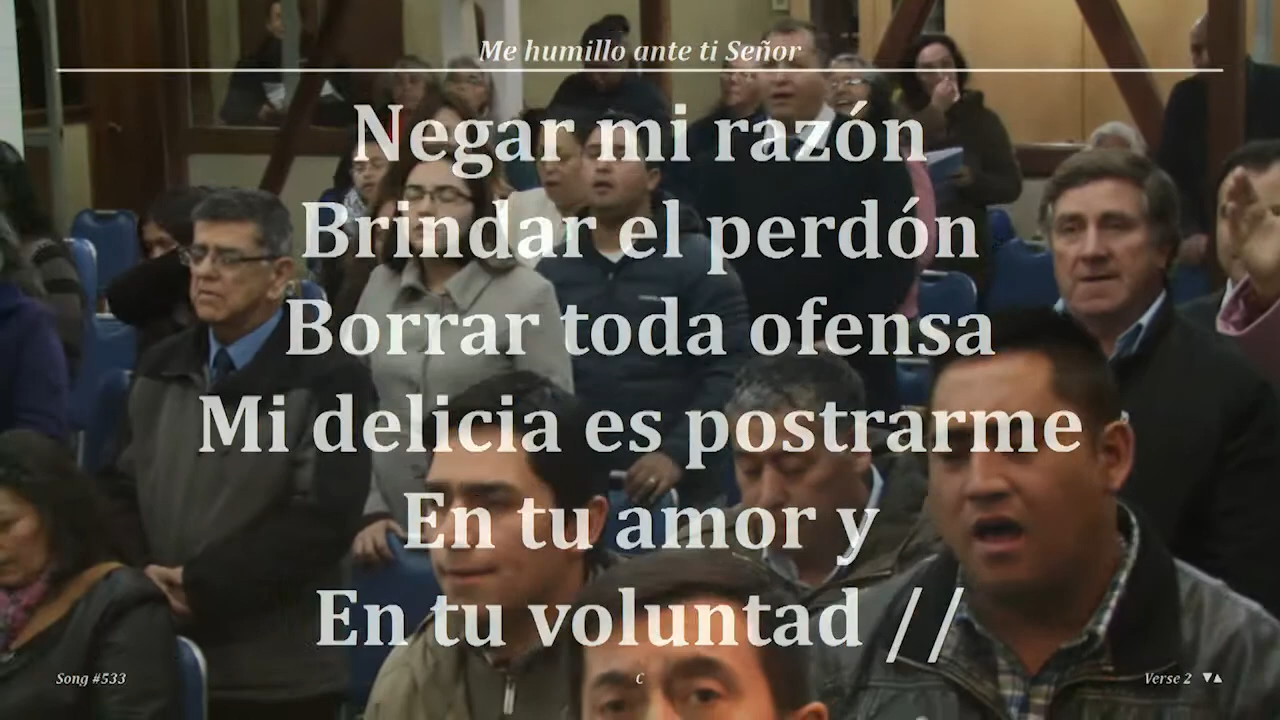 Me humillo ante ti Señor
Negar mi razón
Brindar el perdón
Borrar toda ofensa
Mi delicia es postrarme
En tu amor y
En tu voluntad //
Song #533
C
Verse 2 ▼▲